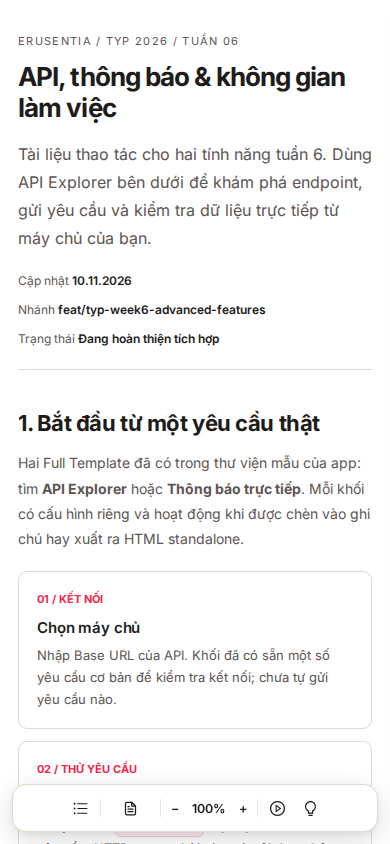 ERUSENTIA / TYP 2026 / TUẦN 06
API, thông báo & không gian
làm việc
Tài liệu thao tác cho hai tính năng tuần 6. Dùng
API Explorer bên dưới để khám phá endpoint,
gửi yêu cầu và kiểm tra dữ liệu trực tiếp từ
máy chủ của bạn.
Cập nhật 10.11.2026
Nhánh feat/typ-week6-advanced-features
Trạng thái Đang hoàn thiện tích hợp
1. Bắt đầu từ một yêu cầu thật
Hai Full Template đã có trong thư viện mẫu của app:
tìm API Explorer hoặc Thông báo trực tiếp. Mỗi khối
có cấu hình riêng và hoạt động khi được chèn vào ghi
chú hay xuất ra HTML standalone.
01 / KẾT NỐI
Chọn máy chủ
Nhập Base URL của API. Khối đã có sẵn một số
yêu cầu cơ bản để kiểm tra kết nối; chưa tự gửi
yêu cầu nào.
02 / THỬ YÊU CẦU
− 100% +